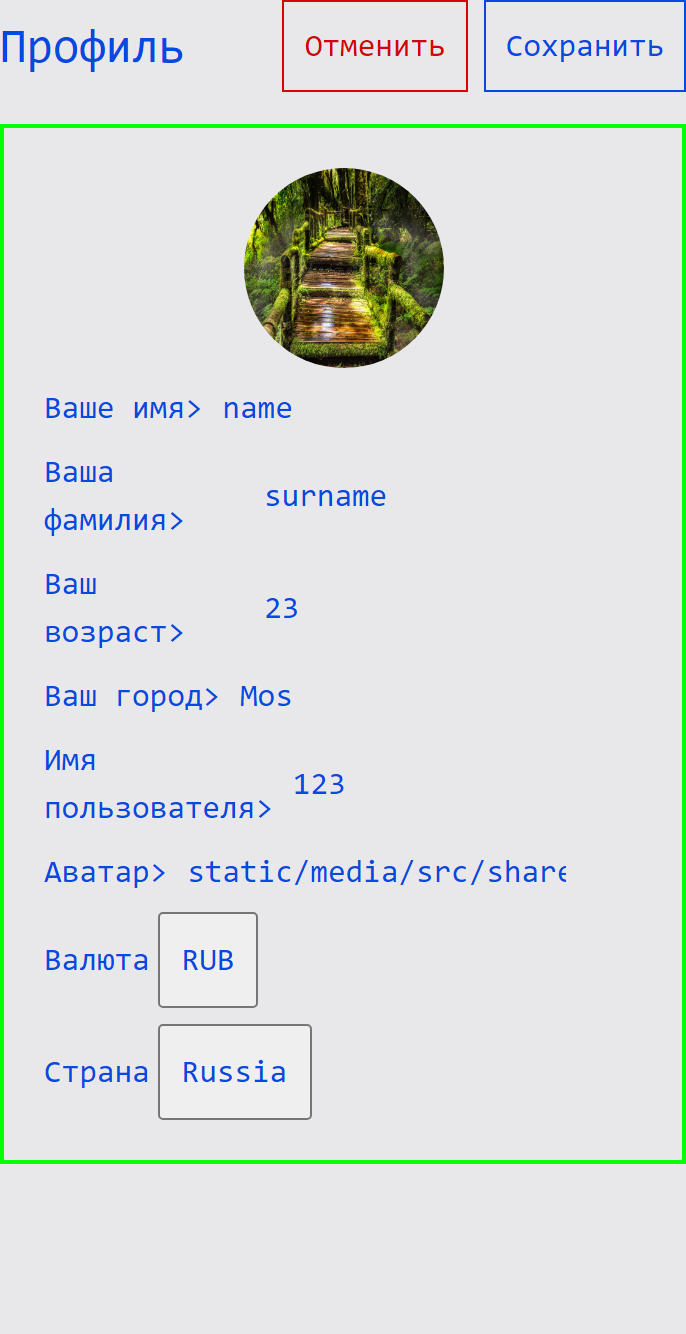 Профиль
Отменить
Сохранить
Ваше имя> name
Ваша
фамилия>
surname
Ваш
возраст>
23
Ваш город> Mos
Имя
пользователя>
123
Аватар> static/media/src/share
Валюта RUB
Страна Russia